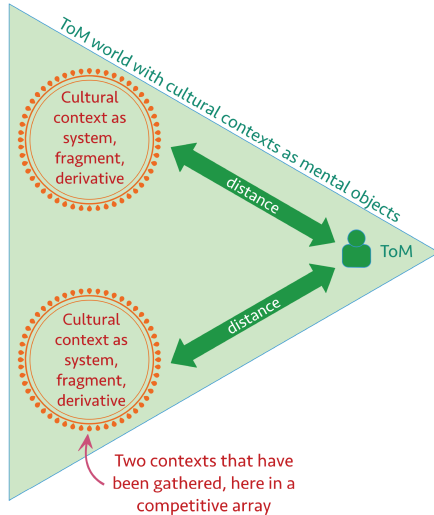 ToM world with cultural contexts as mental objects
Cultural
context as
system,
fragment,
derivative
distance
ToM
distance
Cultural
context as
system,
fragment,
derivative
Two contexts that have
been gathered, here in a
competitive array